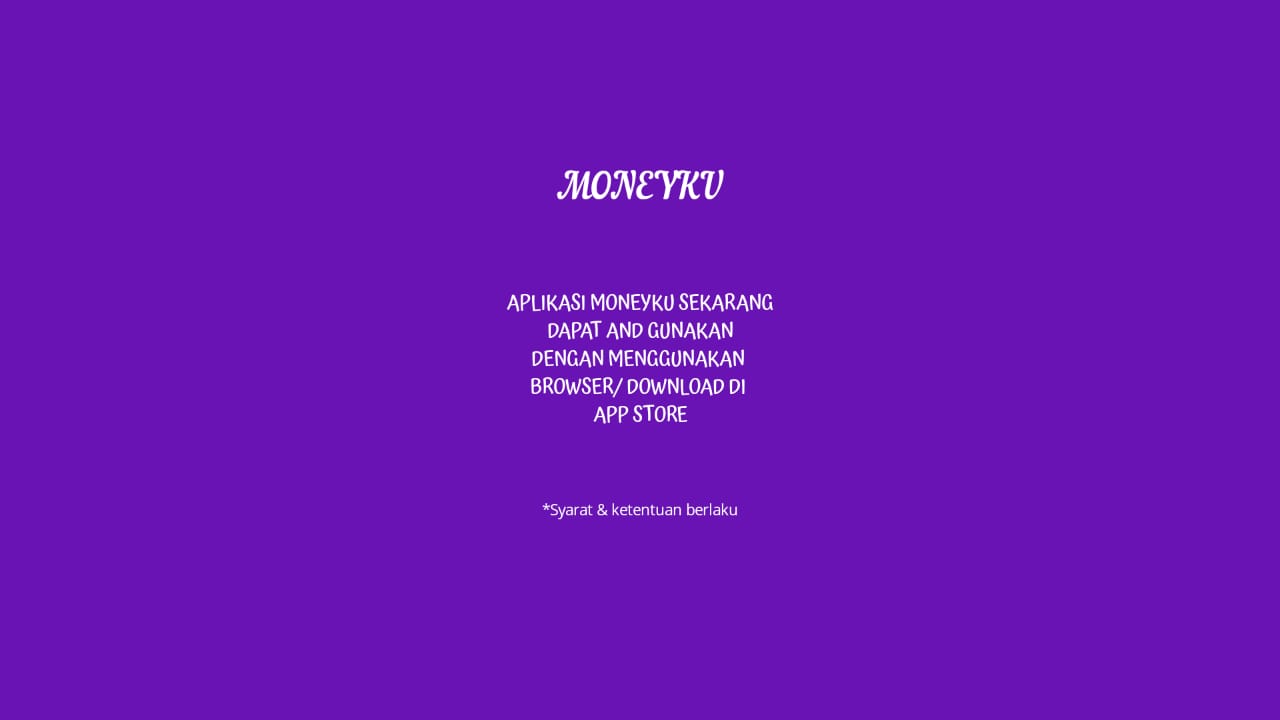 MONEYKU
APLIKASI MONEYKU SEKARANG
DAPAT AND GUNAKAN
DENGAN MENGGUNAKAN
BROWSER/ DOWNLOAD DI
APP STORE
*Syarat & ketentuan berlaku